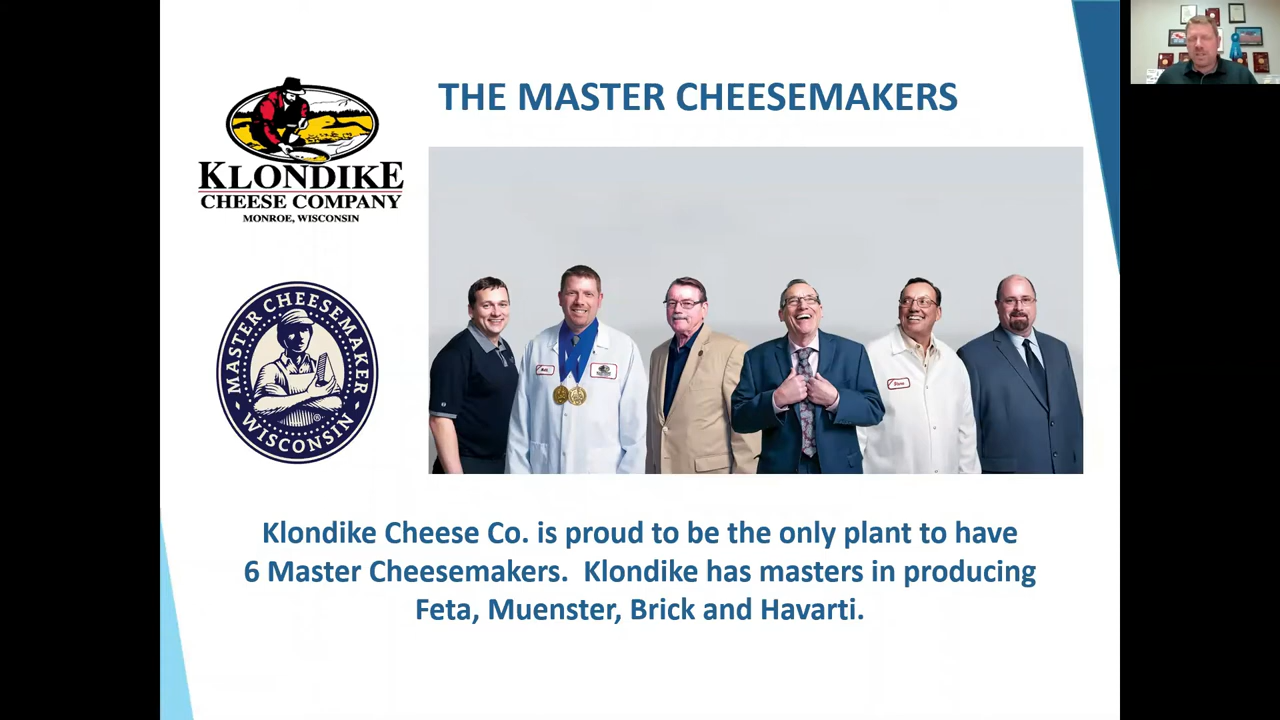 THE MASTER CHEESEMAKERS
KLONDIKE
CHEESE COMPANY
MONROE, WISCONSIN
MASTER CHEESEMAKER
WISCONSIN
®
Klondike Cheese Co. is proud to be the only plant to have
6 Master Cheesemakers. Klondike has masters in producing
Feta, Muenster, Brick and Havarti.